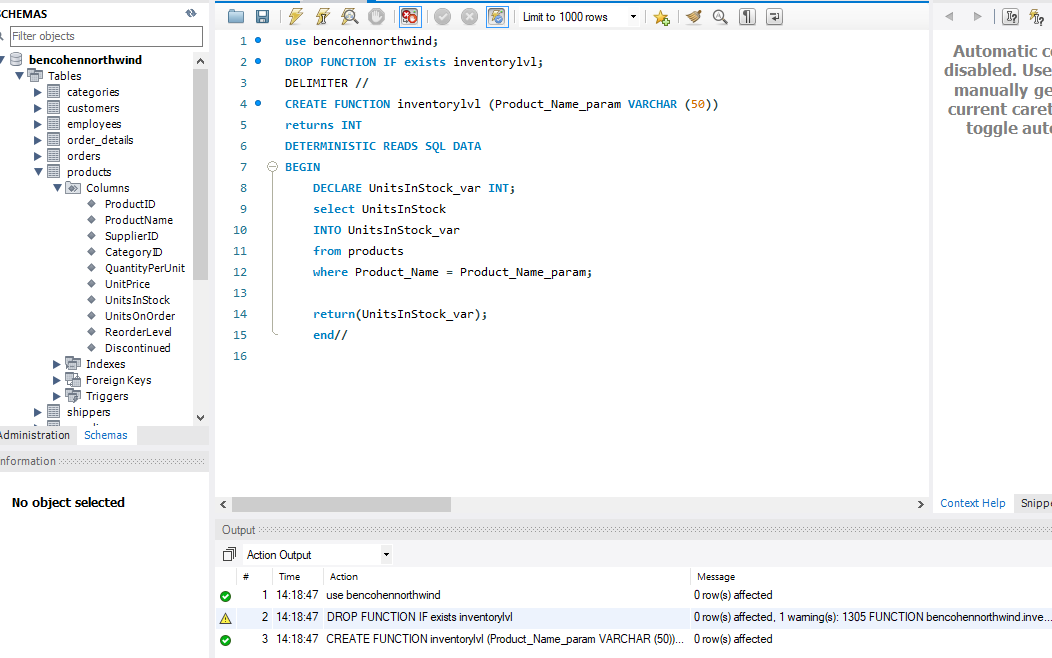 SCHEMAS
Filter objects
bencohennorthwind
Tables
categories
customers
employees
order_details
orders
products
Columns
ProductID
ProductName
SupplierID
CategoryID
QuantityPerUnit
UnitPrice
UnitsInStock
UnitsOnOrder
ReorderLevel
Discontinued
Indexes
Foreign Keys
Triggers
shippers
Administration Schemas
Information
No object selected
Limit to 1000 rows
1 use bencohennorthwind;
2 DROP FUNCTION IF exists inventorylvl;
3 DELIMITER //
4 CREATE FUNCTION inventorylvl (Product_Name_param VARCHAR (50))
5 returns INT
6 DETERMINISTIC READS SQL DATA
7 BEGIN
8 DECLARE UnitsInStock_var INT;
9 select UnitsInStock
10 INTO UnitsInStock_var
11 from products
12 where Product_Name = Product_Name_param;
13
14 return(UnitsInStock_var);
15 end//
16
Automatic co
disabled. Use
manually ge
current caret
toggle auto
Context Help Snippe
Output
Action Output
# Time Action Message
1 14:18:47 use bencohennorthwind 0 row(s) affected
2 14:18:47 DROP FUNCTION IF exists inventorylvl 0 row(s) affected, 1 warning(s): 1305 FUNCTION bencohennorthwind.inve...
3 14:18:47 CREATE FUNCTION inventorylvl (Product_Name_param VARCHAR (50))... 0 row(s) affected